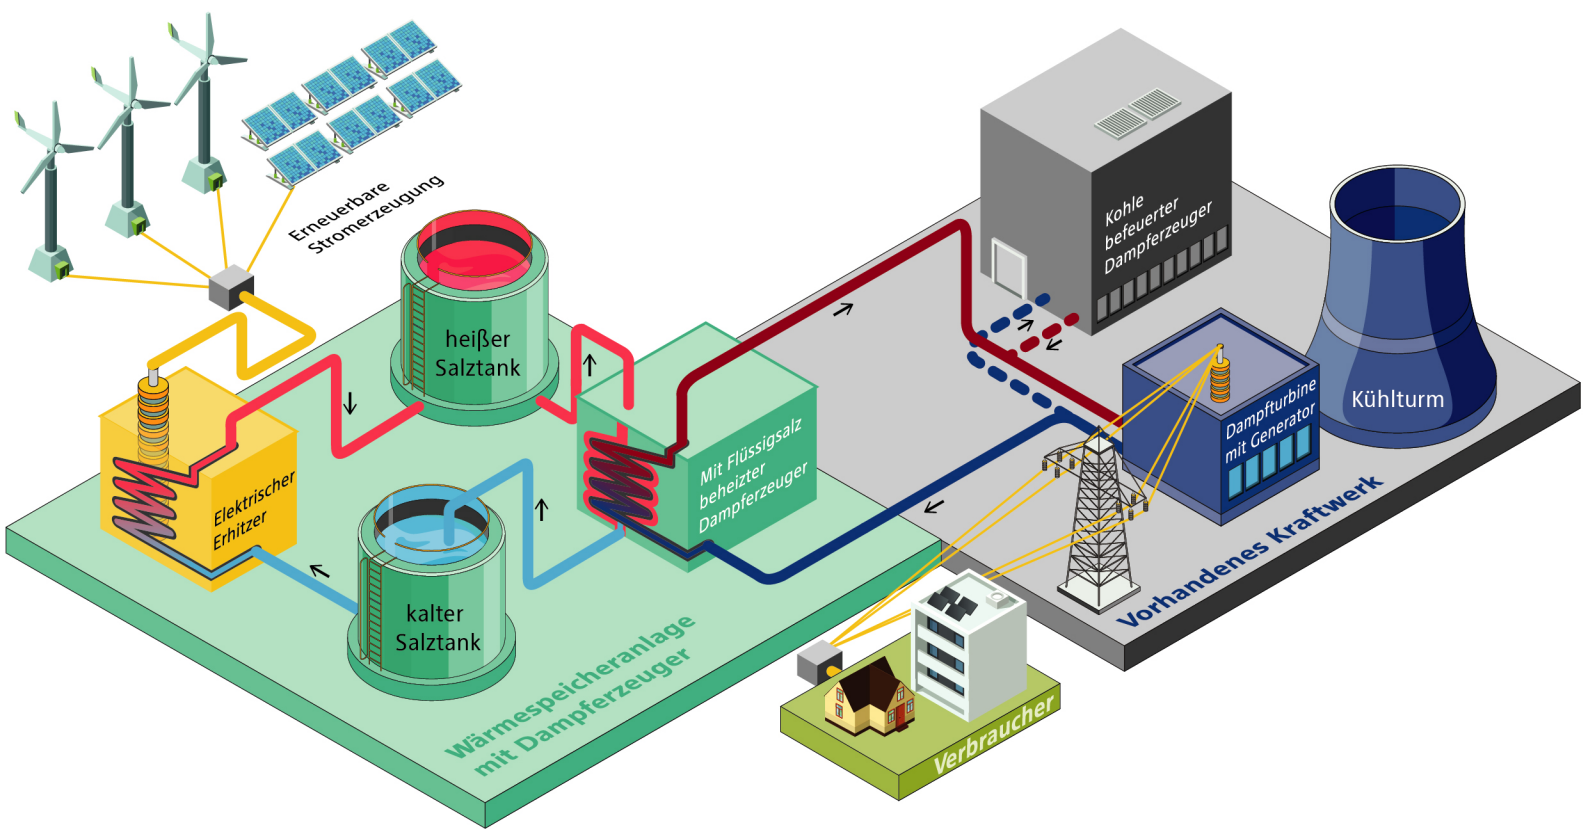 Erneuerbare
Stromerzeugung
heißer
Salztank
Elektrischer
Erhitzer
kalter
Salztank
Mit Flüssigsalz
beheizter
Dampferzeuger
Wärmespeicheranlage
mit Dampferzeuger
Kohle
befeuerter
Dampferzeuger
Dampfturbine
mit Generator
Kühlturm
Vorhandenes Kraftwerk
Verbraucher